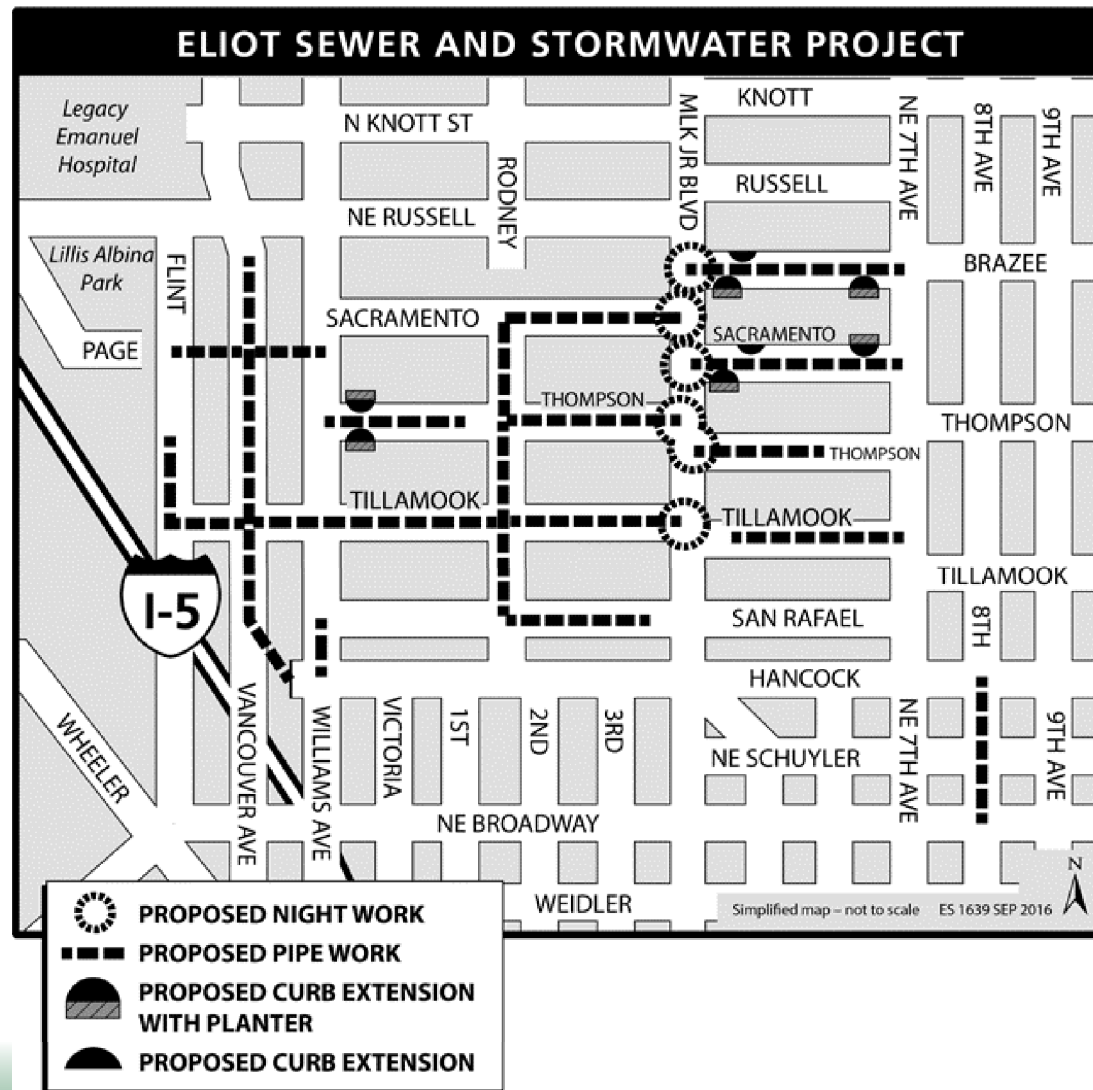 ELIOT SEWER AND STORMWATER PROJECT
Legacy
Emanuel
Hospital
N KNOTT ST
KNOTT
MLK JR BLVD
NE 7TH AVE
8TH AVE
9TH AVE
RODNEY
RUSSELL
NE RUSSELL
Lillis Albina
Park
FLINT
BRAZEE
SACRAMENTO
SACRAMENTO
PAGE
THOMPSON
THOMPSON
THOMPSON
TILLAMOOK
TILLAMOOK
TILLAMOOK
I-5
SAN RAFAEL
8TH
HANCOCK
WHEELER
VANCOUVER AVE
WILLIAMS AVE
VICTORIA
1ST
2ND
3RD
NE SCHUYLER
NE 7TH AVE
9TH AVE
NE BROADWAY
WEIDLER
N
Simplified map – not to scale ES 1639 SEP 2016
PROPOSED NIGHT WORK
PROPOSED PIPE WORK
PROPOSED CURB EXTENSION
WITH PLANTER
PROPOSED CURB EXTENSION